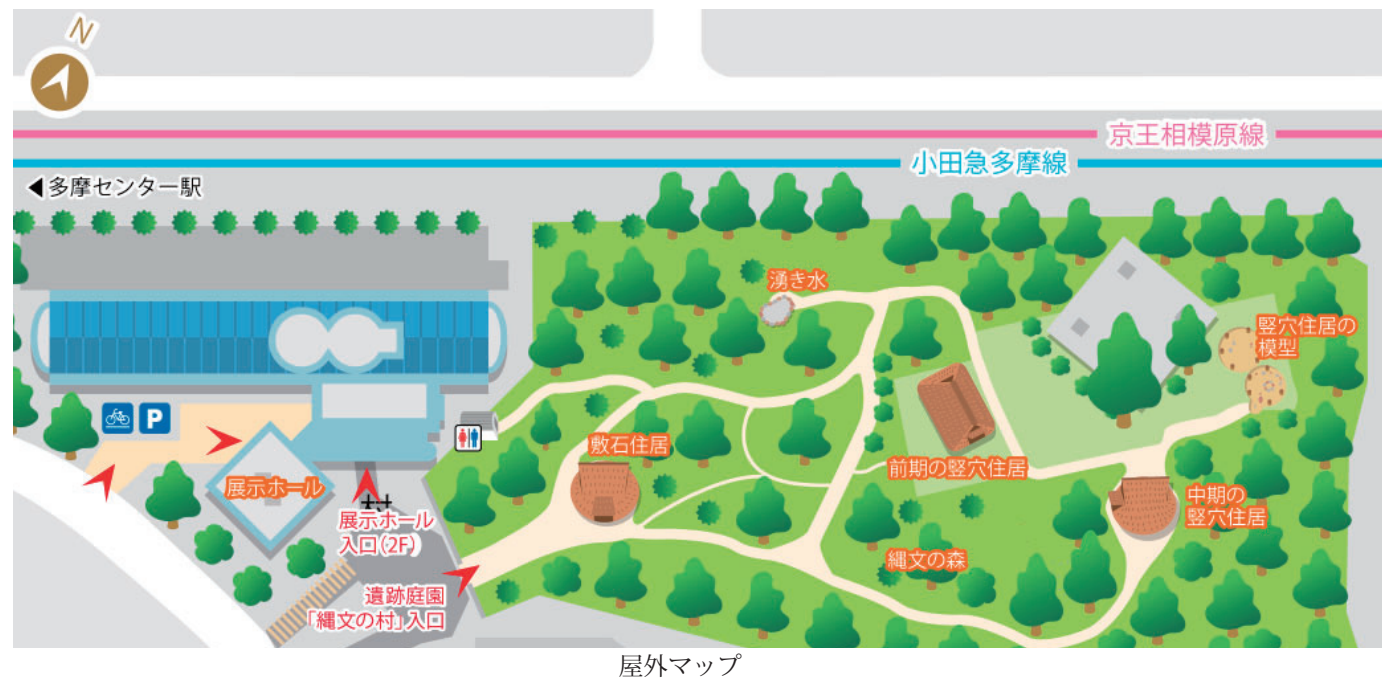 N
京王相模原線
小田急多摩線
◀多摩センター駅
湧き水
竪穴住居の
模型
P
敷石住居
前期の竪穴住居
展示ホール
中期の
竪穴住居
展示ホール
入口(2F)
縄文の森
遺跡庭園
「縄文の村」入口
屋外マップ